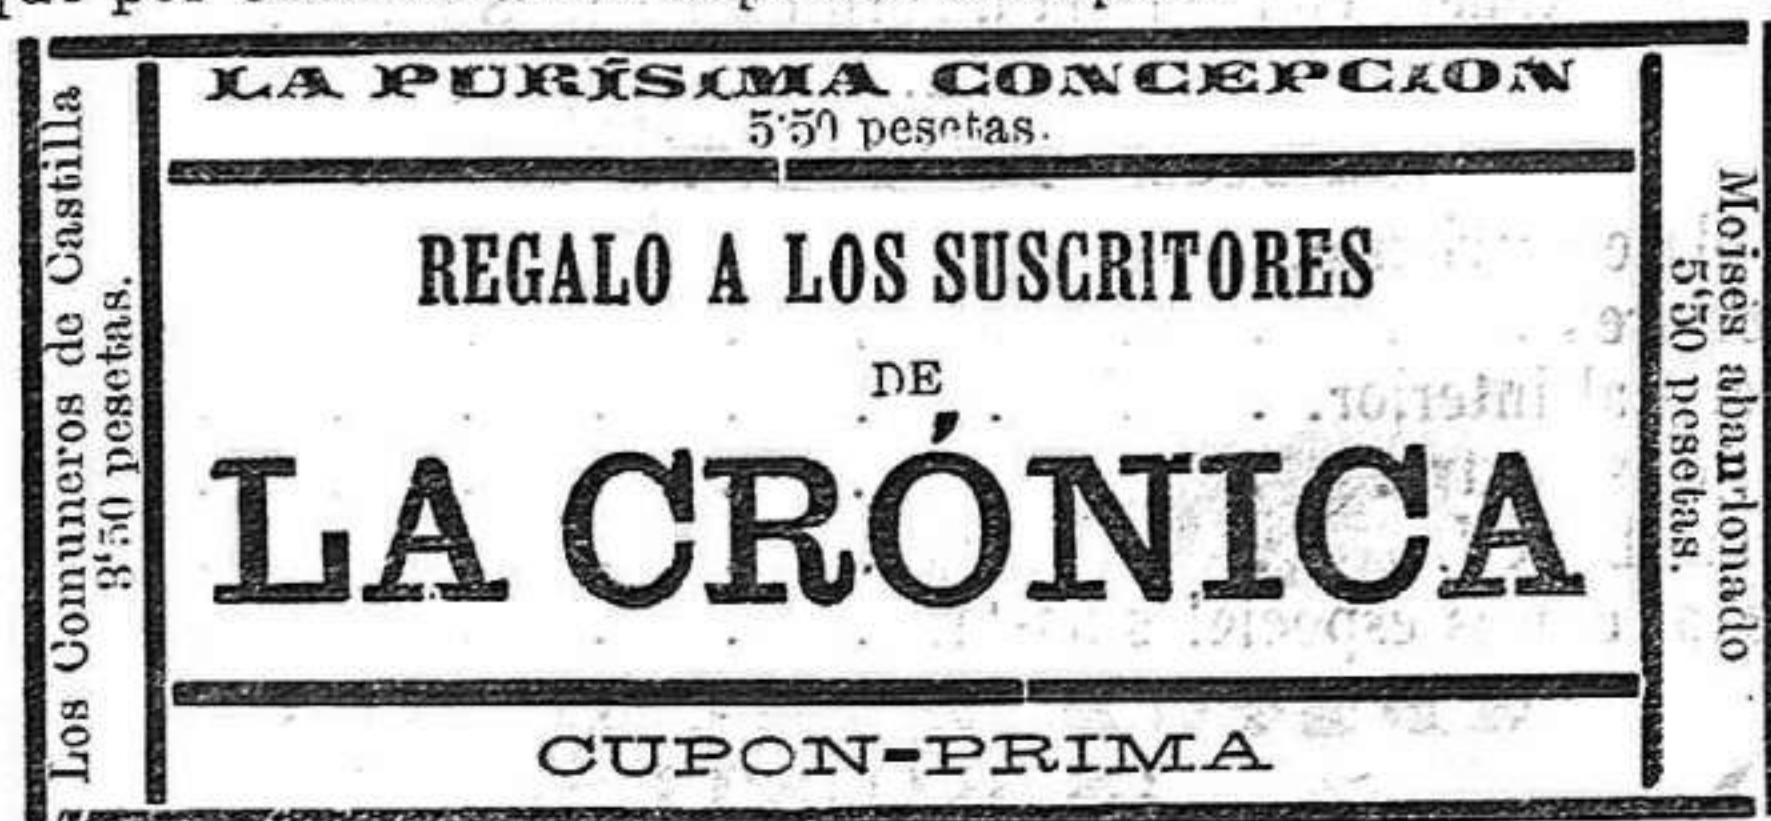 LA PURÍSIMA CONCEPCION
5'50 pesetas.
Los Comuneros de Castilla
3'50 pesetas.
REGALO A LOS SUSCRITORES
DE
LA CRÓNICA
CUPON-PRIMA
Moisés abandonado
5'50 pesetas.